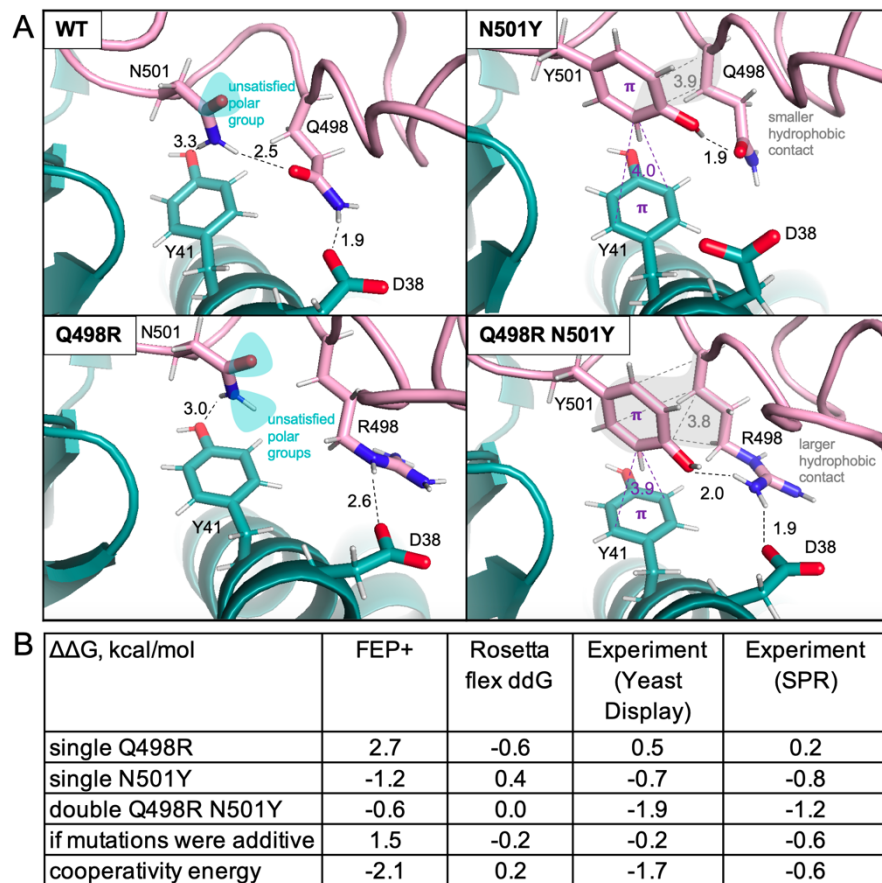 A
WT
N501
unsatisfied
polar
group
3.3
2.5
Q498
1.9
Y41
D38
N501Y
Y501
π
3.9
Q498
smaller
hydrophobic
contact
1.9
4.0
π
Y41
D38
Q498R
N501
3.0
unsatisfied
polar
groups
R498
2.6
Y41
D38
Q498R N501Y
Y501
π
3.8
R498
larger
hydrophobic
contact
3.9
2.0
π
1.9
Y41
D38
B
ΔΔG, kcal/mol FEP+ Rosetta flex ddG Experiment (Yeast Display) Experiment (SPR)
single Q498R 2.7 -0.6 0.5 0.2
single N501Y -1.2 0.4 -0.7 -0.8
double Q498R N501Y -0.6 0.0 -1.9 -1.2
if mutations were additive 1.5 -0.2 -0.2 -0.6
cooperativity energy -2.1 0.2 -1.7 -0.6